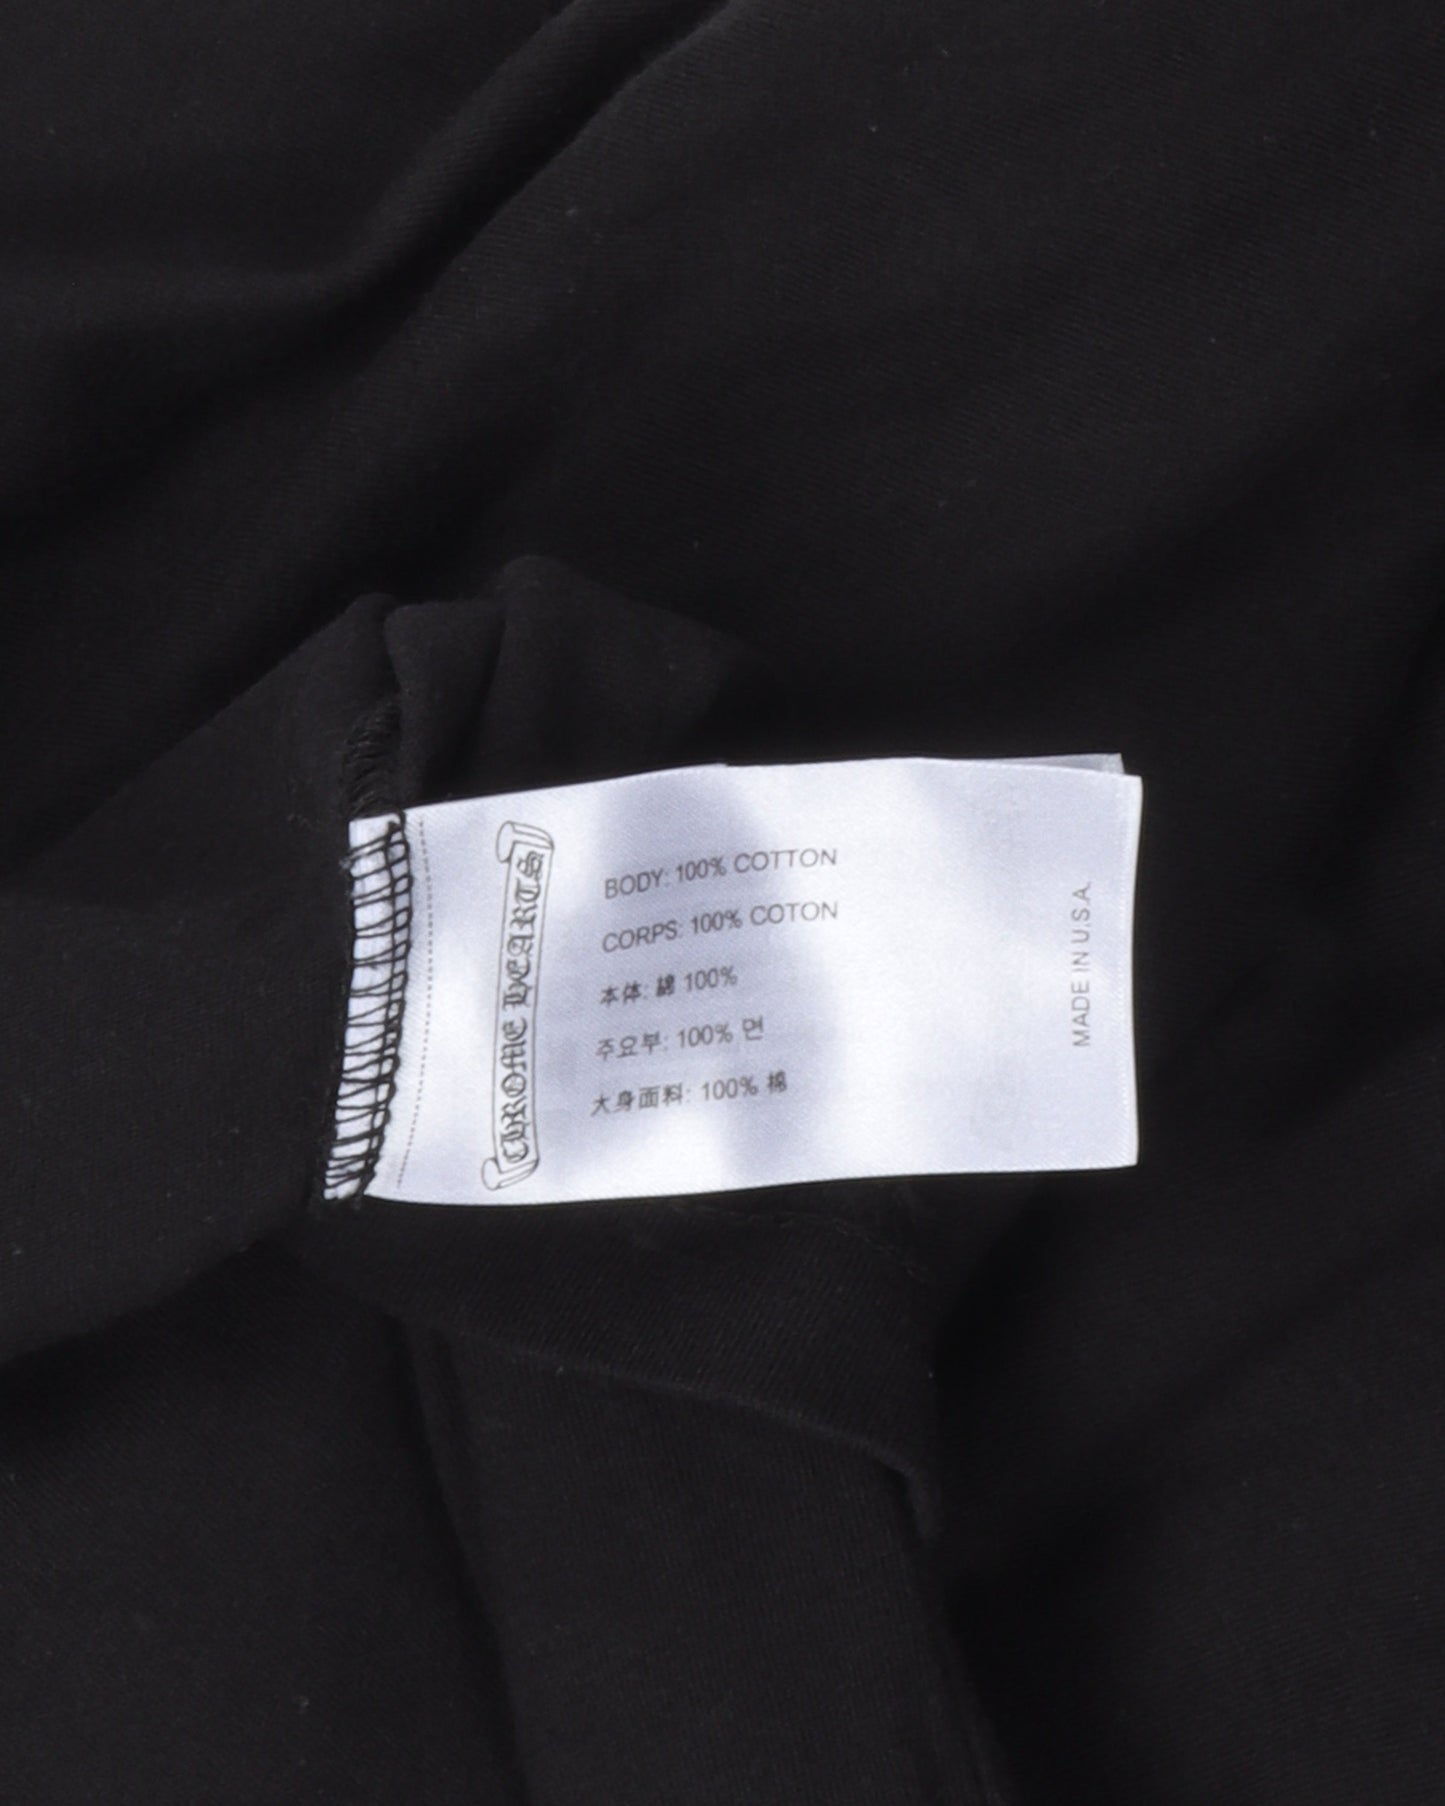 CHROME HEARTS
BODY: 100% COTTON
CORPS: 100% COTON
本体: 綿 100%
주요부: 100% 면
大身面料: 100% 棉
MADE IN U.S.A.